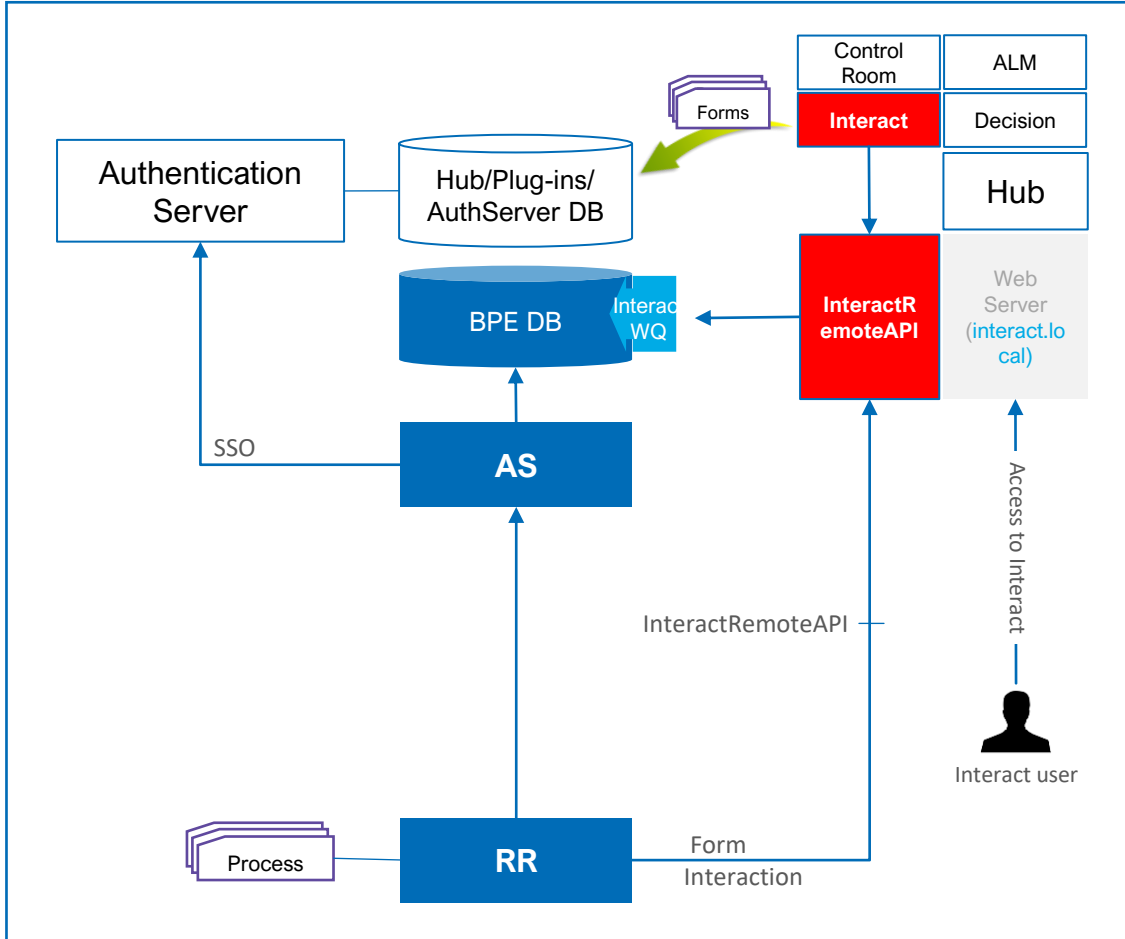 Control
Room
ALM
Forms
Interact
Decision
Authentication
Server
Hub/Plug-ins/
AuthServer DB
Hub
BPE DB
Interac
WQ
InteractR
emoteAPI
Web
Server
(interact.lo
cal)
SSO
AS
Access to Interact
InteractRemoteAPI
Interact user
Process
RR
Form
Interaction